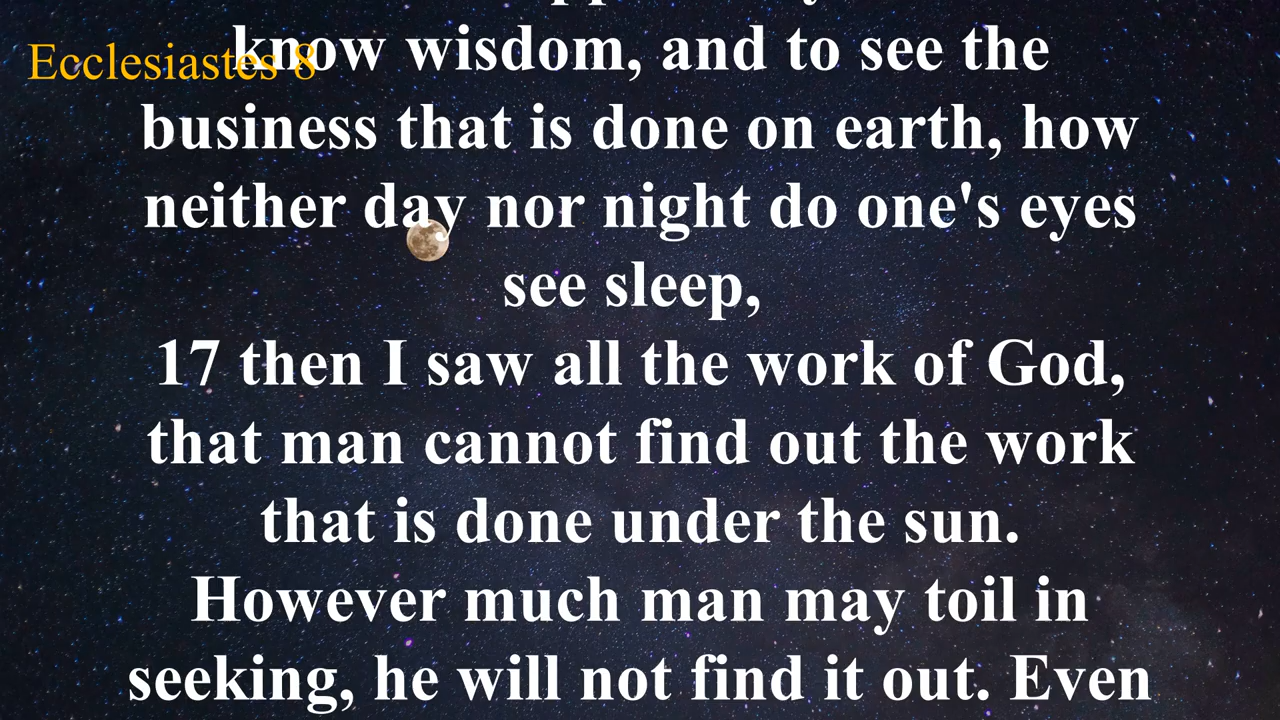 Ecclesiastes 8
know wisdom, and to see the
business that is done on earth, how
neither day nor night do one's eyes
see sleep,
17 then I saw all the work of God,
that man cannot find out the work
that is done under the sun.
However much man may toil in
seeking, he will not find it out. Even